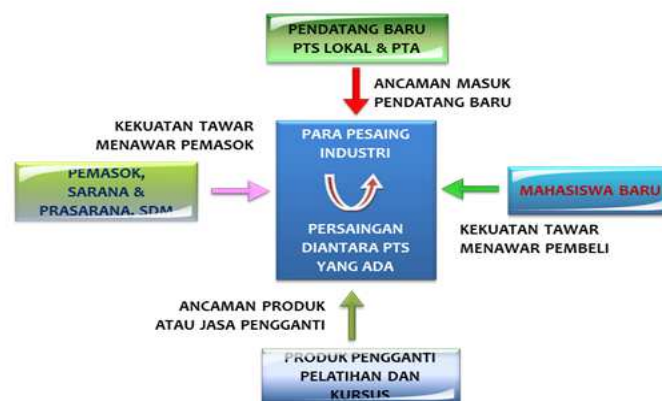 PENDATANG BARU
PTS LOKAL & PTA
ANCAMAN MASUK
PENDATANG BARU
KEKUATAN TAWAR
MENAWAR PEMASOK
PARA PESAING
INDUSTRI
PEMASOK,
SARANA &
PRASARANA, SDM
MAHASISWA BARU
PERSAINGAN
DIANTARA PTS
YANG ADA
KEKUATAN TAWAR
MENAWAR PEMBELI
ANCAMAN PRODUK
ATAU JASA PENGGANTI
PRODUK PENGGANTI
PELATIHAN DAN
KURSUS